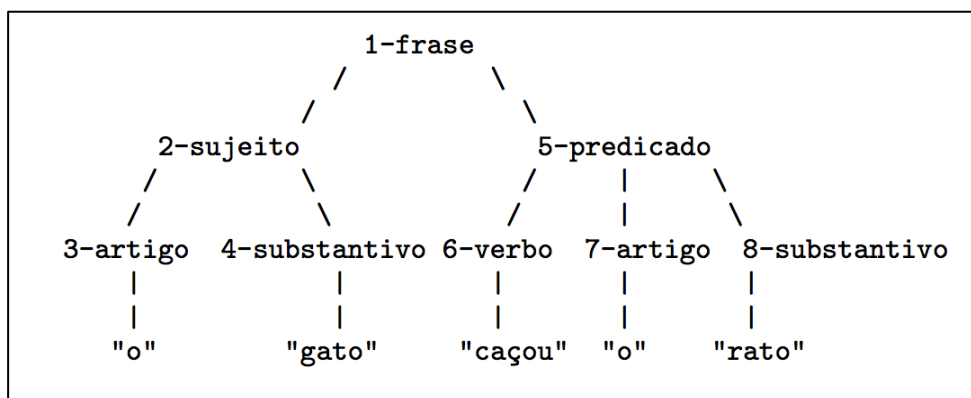 1-frase
2-sujeito 5-predicado
3-artigo 4-substantivo 6-verbo 7-artigo 8-substantivo
"o" "gato" "caçou" "o" "rato"